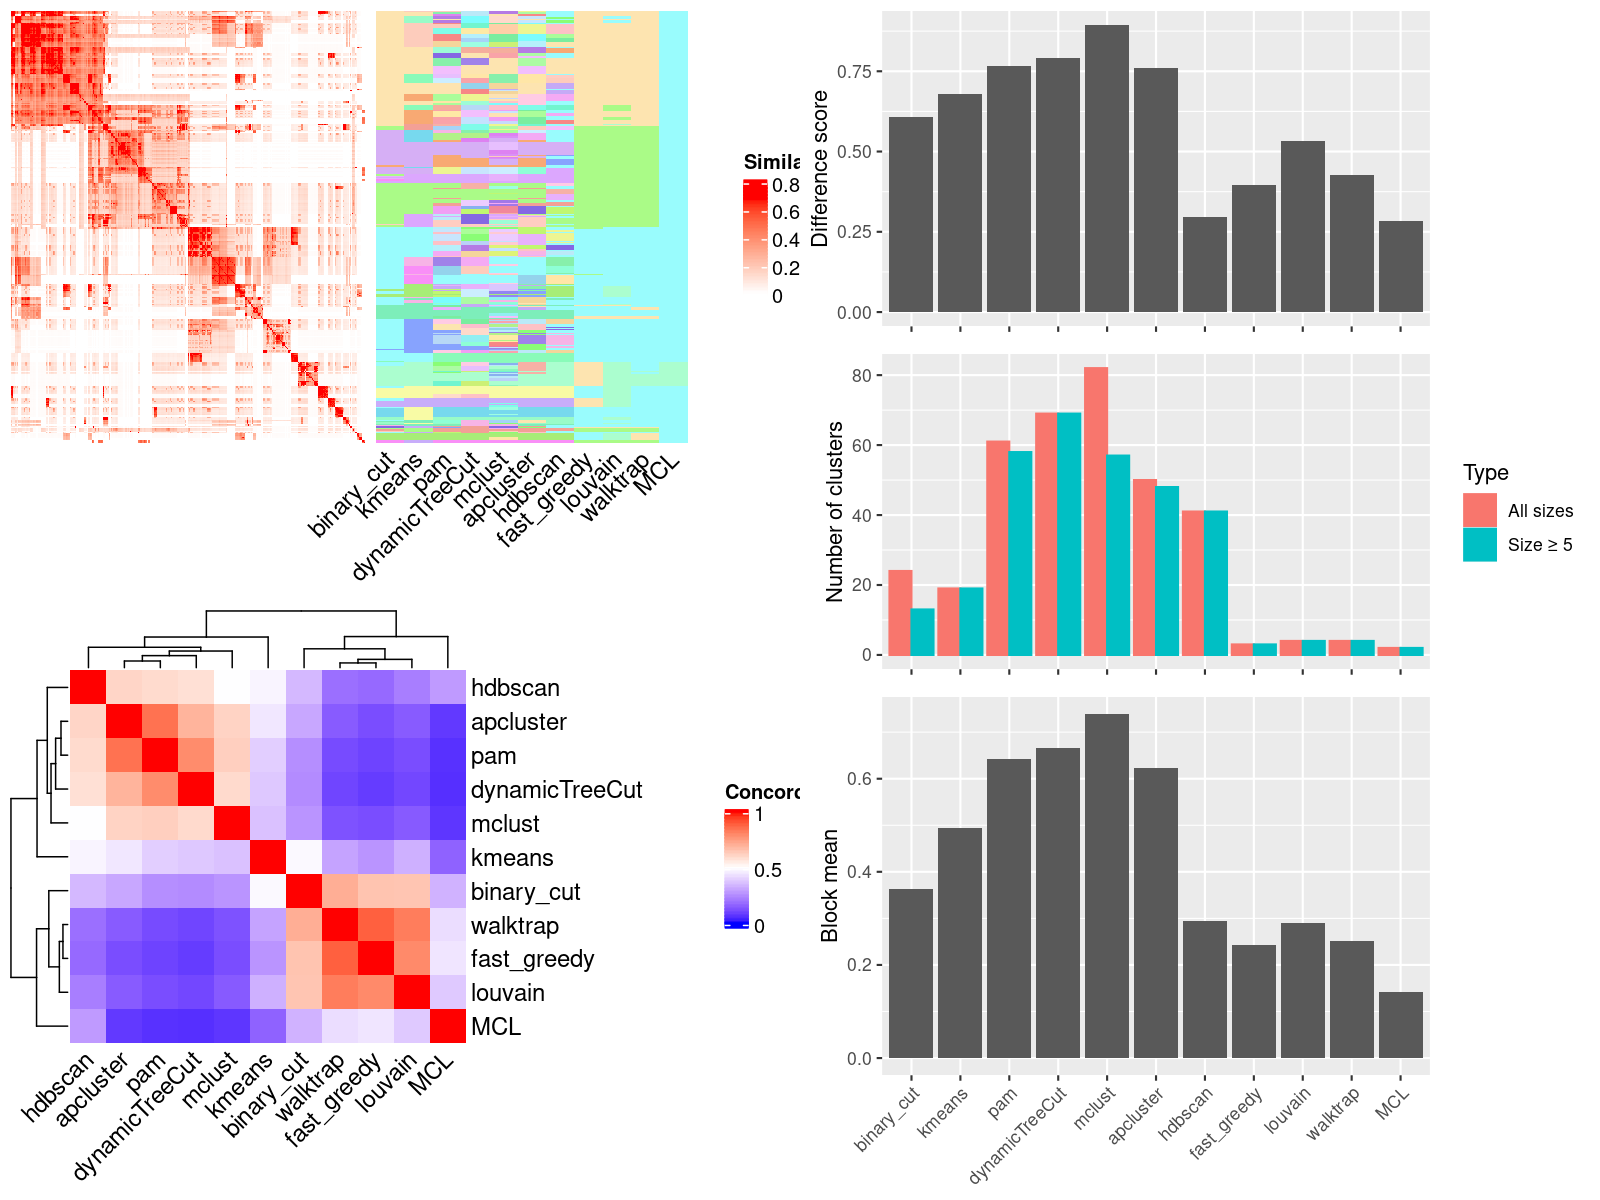 Simila
0.8
0.6
0.4
0.2
0
binary_cut
kmeans
pam
dynamicTreeCut
mclust
apcluster
hdbscan
fast_greedy
louvain
walktrap
MCL
hdbscan
apcluster
pam
dynamicTreeCut
mclust
kmeans
binary_cut
walktrap
fast_greedy
louvain
MCL
hdbscan
apcluster
pam
dynamicTreeCut
mclust
kmeans
binary_cut
walktrap
fast_greedy
louvain
MCL
Concord
1
0.5
0
Difference score
0.75
0.50
0.25
0.00
Number of clusters
80
60
40
20
0
Type
All sizes
Size ≥ 5
Block mean
0.6
0.4
0.2
0.0
binary_cut
kmeans
pam
dynamicTreeCut
mclust
apcluster
hdbscan
fast_greedy
louvain
walktrap
MCL